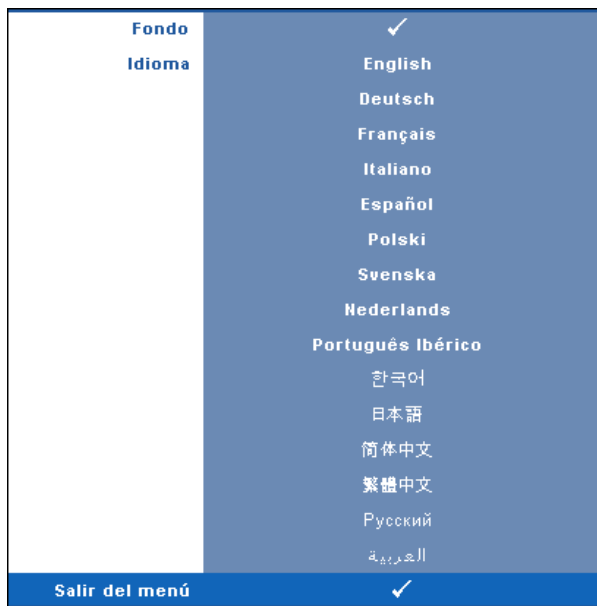 Fondo ✓
Idioma English
Deutsch
Français
Italiano
Español
Polski
Svenska
Nederlands
Português Ibérico
한국어
日本語
简体中文
繁體中文
Русский
العربية
Salir del menú ✓